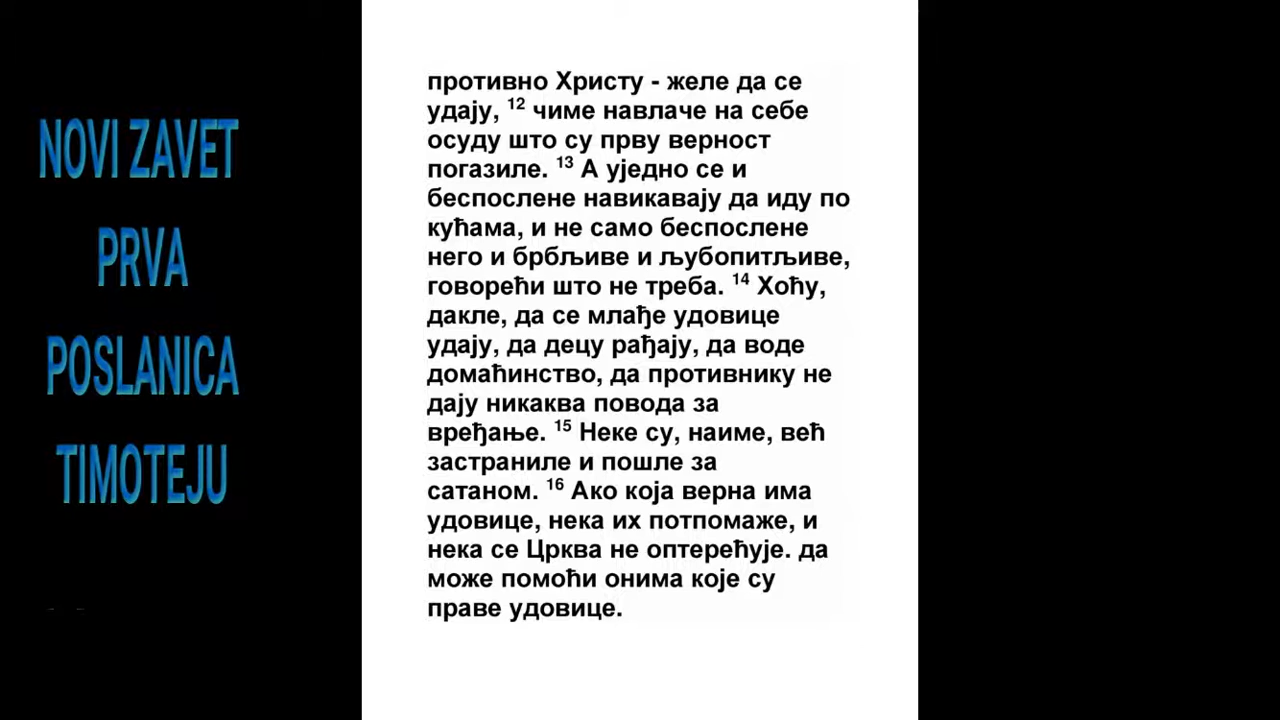 NOVI ZAVET
PRVA
POSLANICA
TIMOTEJU
противно Христу - желе да се
удају, 12 чиме навлаче на себе
осуду што су прву верност
погазиле. 13 А уједно се и
беспослене навикавају да иду по
кућама, и не само беспослене
него и брбљиве и љубопитљиве,
говорећи што не треба. 14 Хоћу,
дакле, да се млађе удовице
удају, да децу рађају, да воде
домаћинство, да противнику не
дају никаква повода за
вређање. 15 Неке су, наиме, већ
застраниле и пошле за
сатаном. 16 Ако која верна има
удовице, нека их потпомаже, и
нека се Црква не оптерећује. да
може помоћи онима које су
праве удовице.